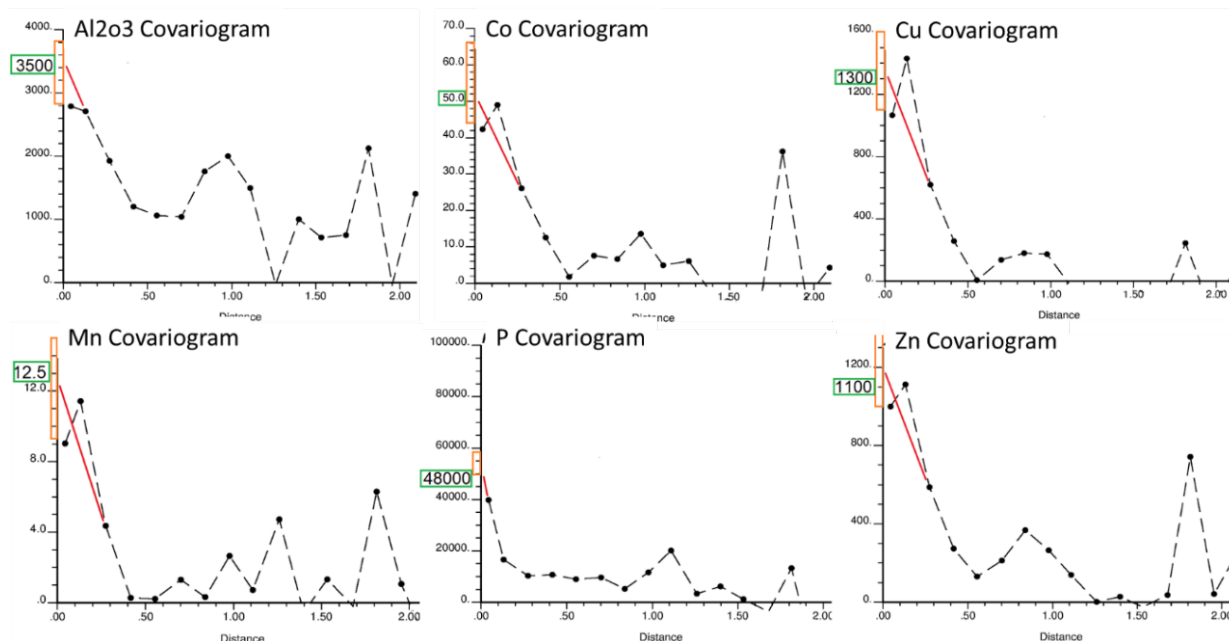 Al2o3 Covariogram
4000.
3500
3000.
2000.
1000.
0.
.00 .50 1.00 1.50 2.00
Distance
Co Covariogram
70.0
60.0
50.0
40.0
30.0
20.0
10.0
.0
.00 .50 1.00 1.50 2.00
Distance
Cu Covariogram
1600.
1300
1200.
800.
400.
0.
.00 .50 1.00 1.50 2.00
Distance
Mn Covariogram
12.5
12.0
8.0
4.0
.0
.00 .50 1.00 1.50 2.00
P Covariogram
100000.
80000.
60000.
48000
40000.
20000.
0.
.00 .50 1.00 1.50 2.00
Zn Covariogram
1200.
1100
800.
400.
0.
.00 .50 1.00 1.50 2.00